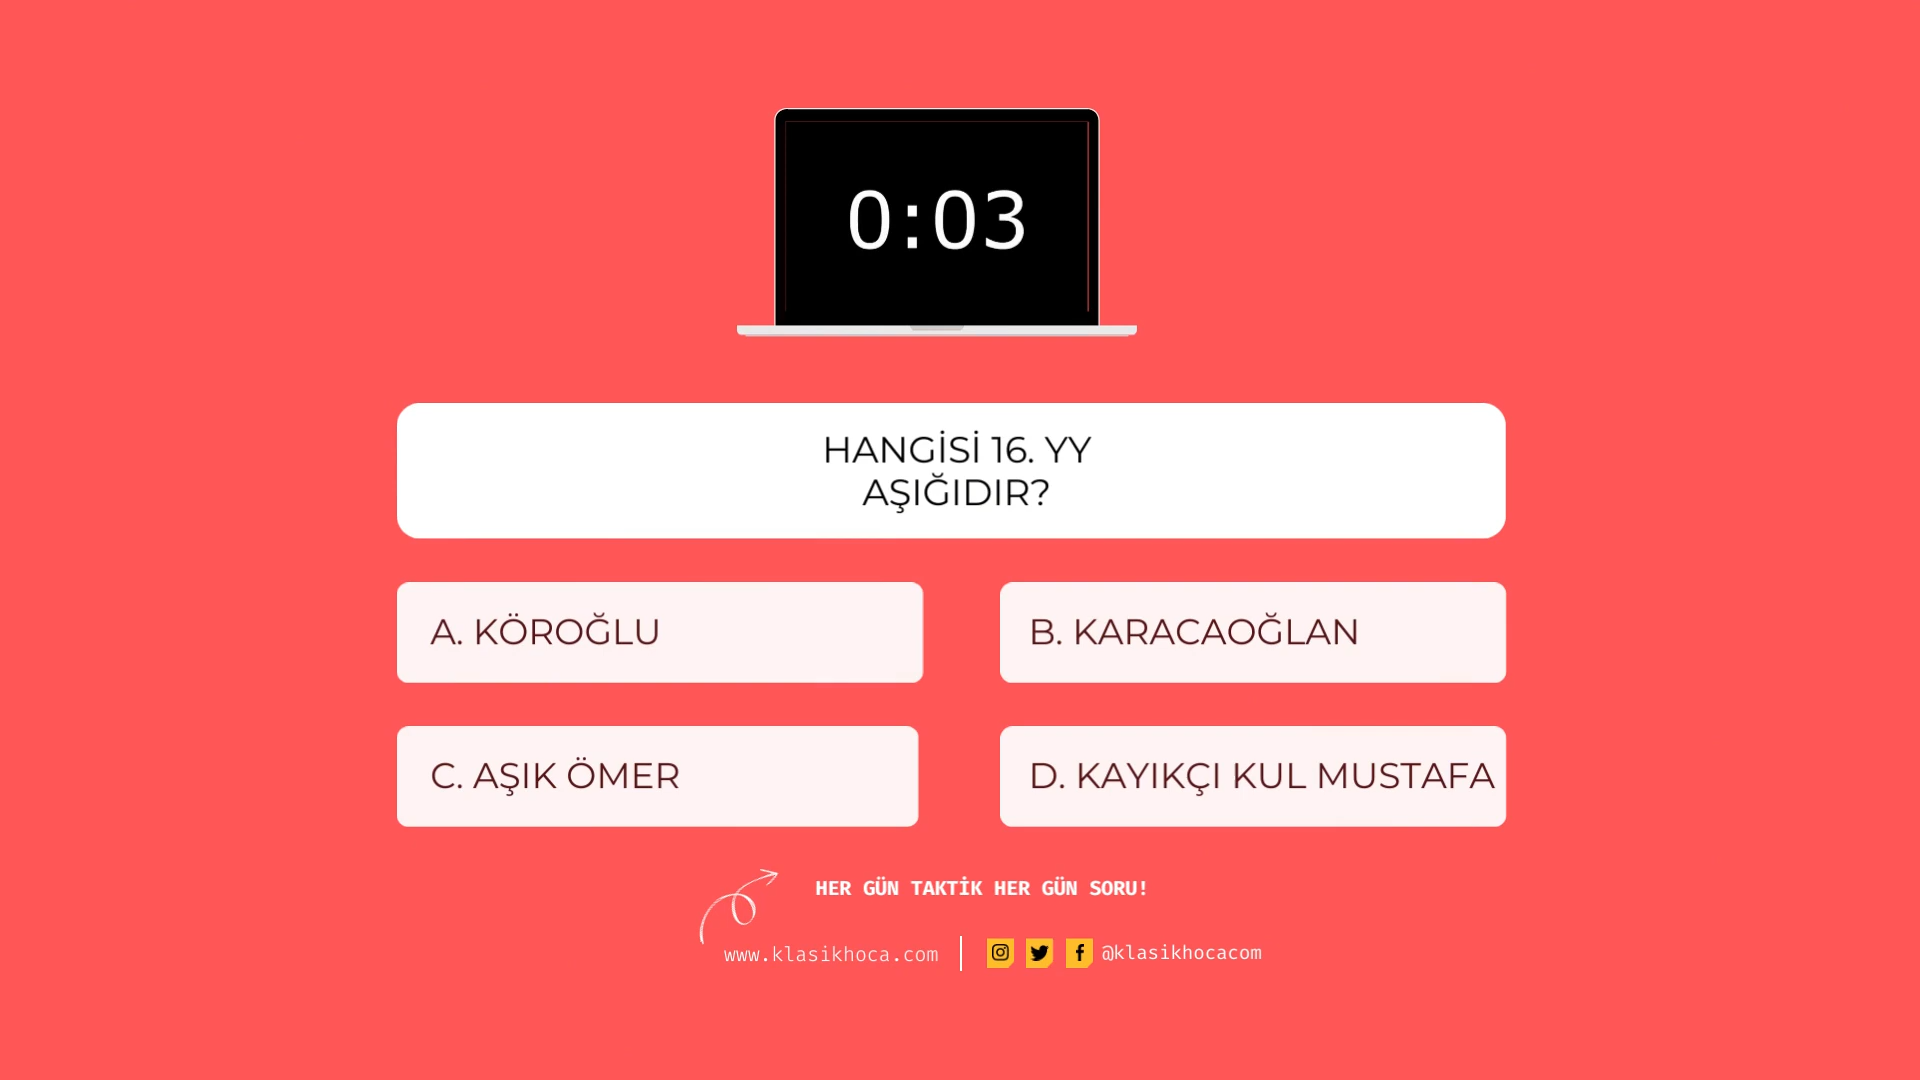 0:03
HANGİSİ 16. YY
AŞIĞIDIR?
A. KÖROĞLU
B. KARACAOĞLAN
C. AŞIK ÖMER
D. KAYIKÇI KUL MUSTAFA
HER GÜN TAKTİK HER GÜN SORU!
www.klasikhoca.com
@klasikhocacom